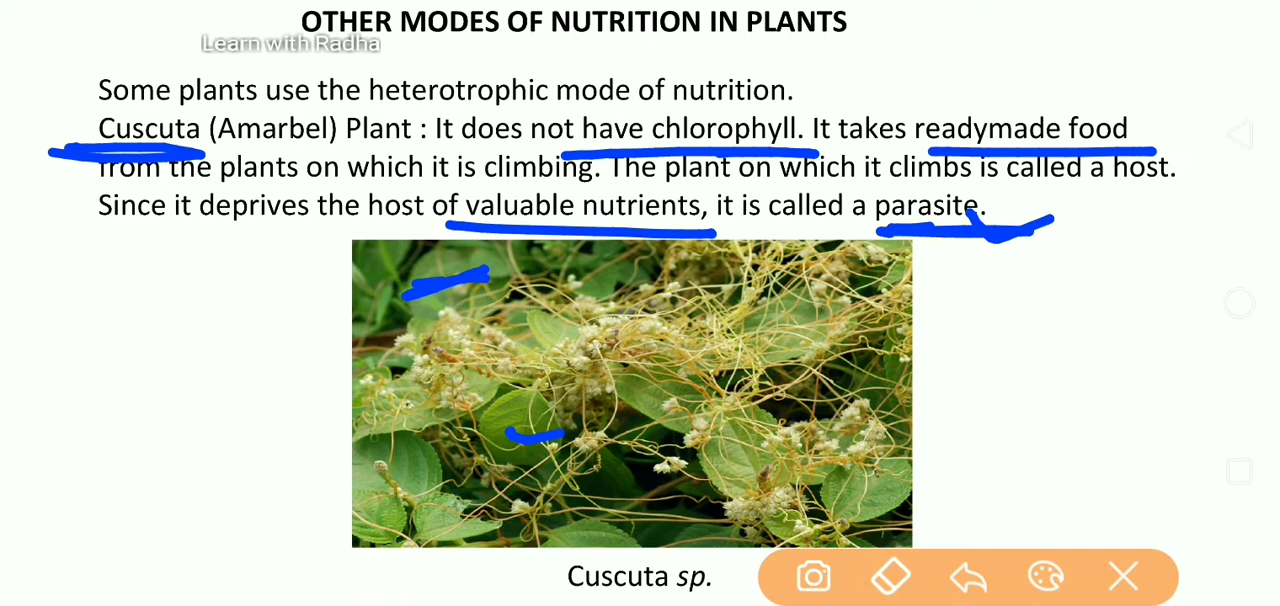 OTHER MODES OF NUTRITION IN PLANTS
Learn with Radha
Some plants use the heterotrophic mode of nutrition.
Cuscuta (Amarbel) Plant : It does not have chlorophyll. It takes readymade food
from the plants on which it is climbing. The plant on which it climbs is called a host.
Since it deprives the host of valuable nutrients, it is called a parasite.
Cuscuta sp.